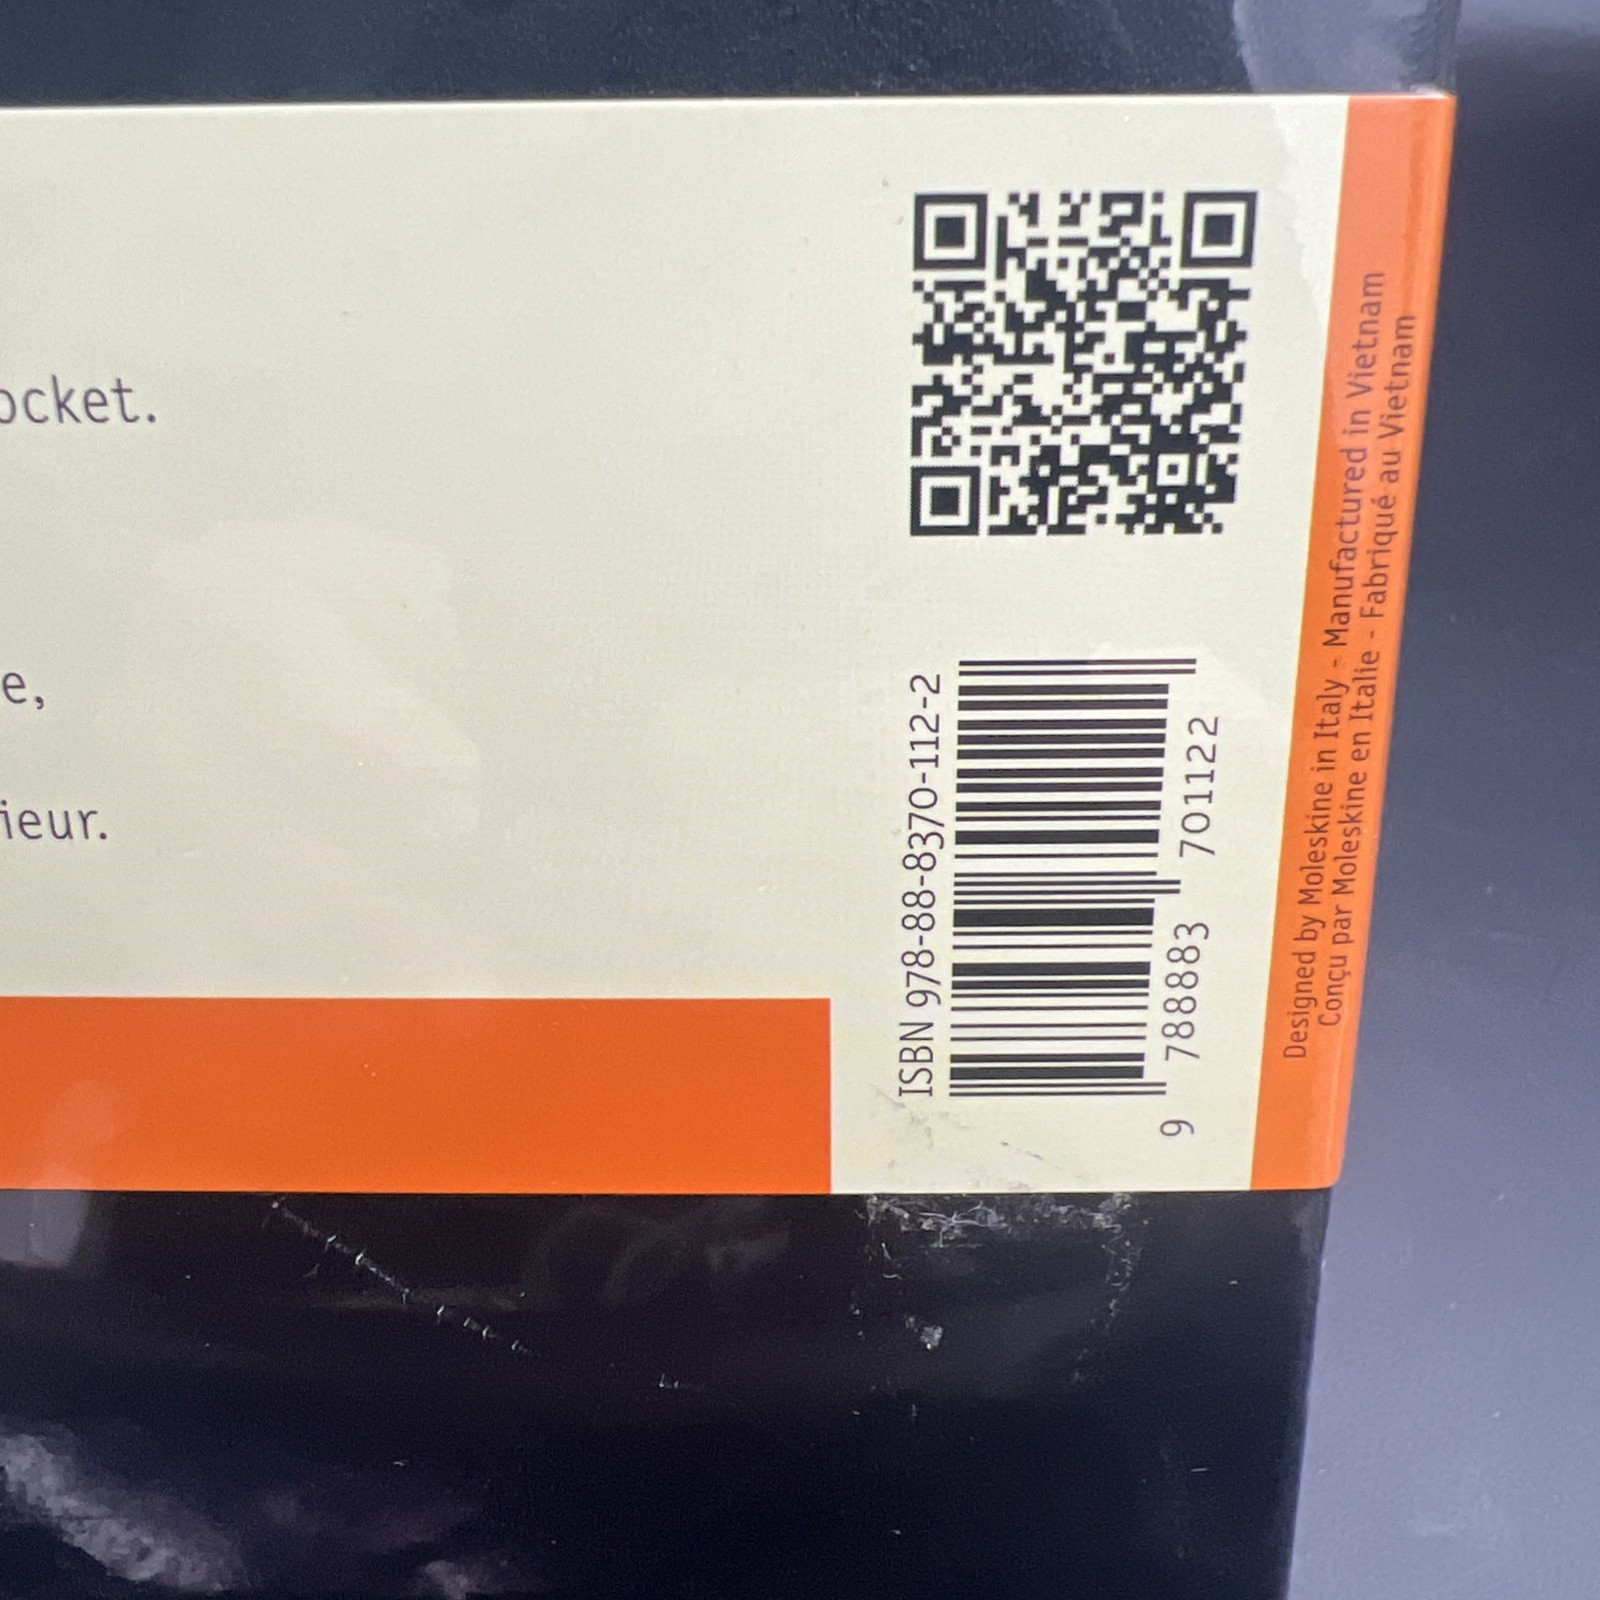 ocket.
e,
ieur.
ISBN 978-88-8370-112-2
9 788883 701122
Designed by Moleskine in Italy - Manufactured in Vietnam
Conçu par Moleskine en Italie - Fabriqué au Vietnam